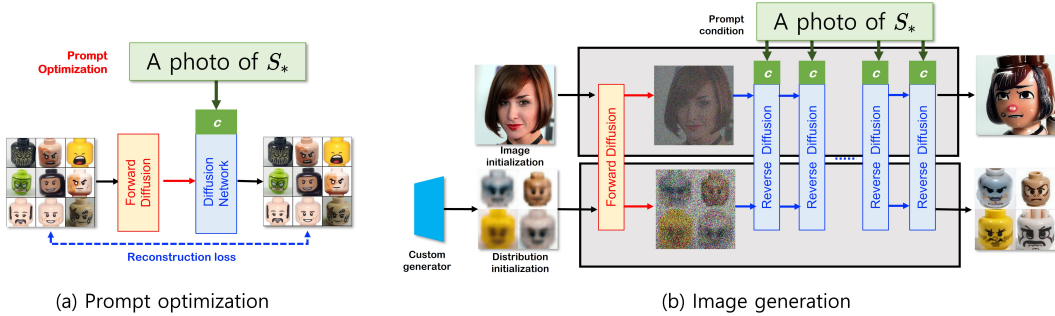 Prompt
Optimization
A photo of S*
c
Forward
Diffusion
Diffusion
Network
Reconstruction loss
(a) Prompt optimization
Prompt
condition
A photo of S*
c
c
c
c
Image
initialization
Forward Diffusion
Reverse Diffusion
Reverse Diffusion
......
Reverse Diffusion
Reverse Diffusion
Custom
generator
Distribution
initialization
(b) Image generation